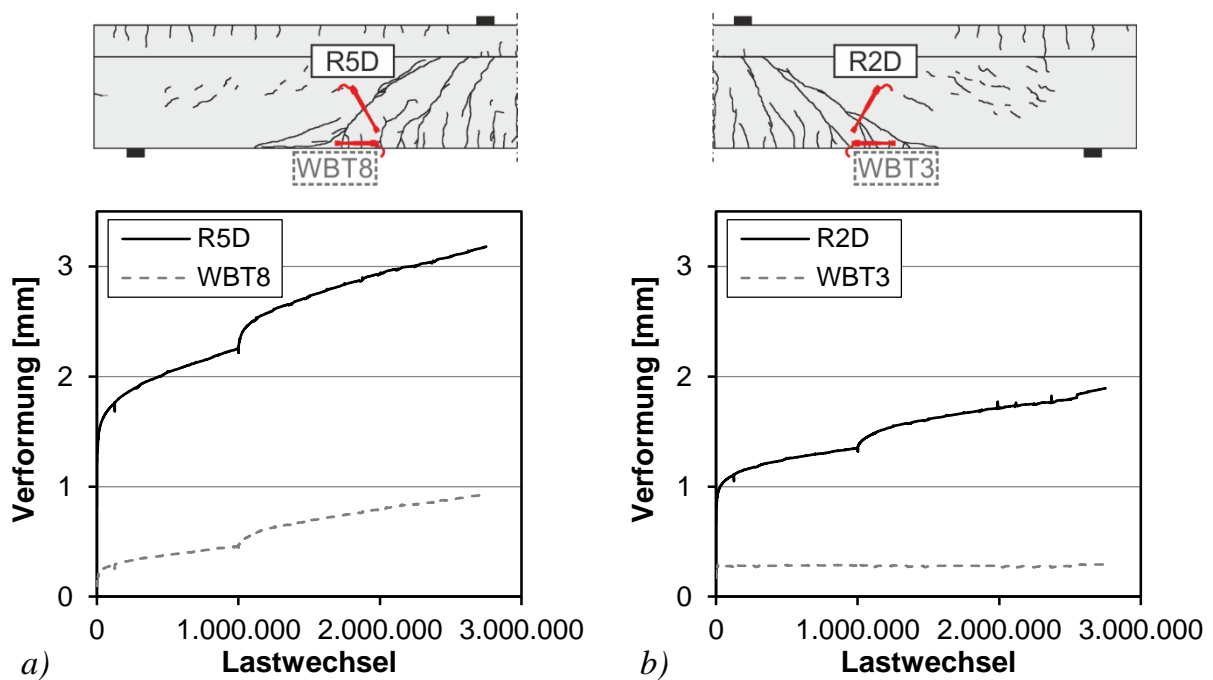 R5D
WBT8
R2D
WBT3
Verformung [mm]
3
2
1
0
R5D
WBT8
0
1.000.000
2.000.000
3.000.000
Lastwechsel
a)
Verformung [mm]
3
2
1
0
R2D
WBT3
0
1.000.000
2.000.000
3.000.000
Lastwechsel
b)